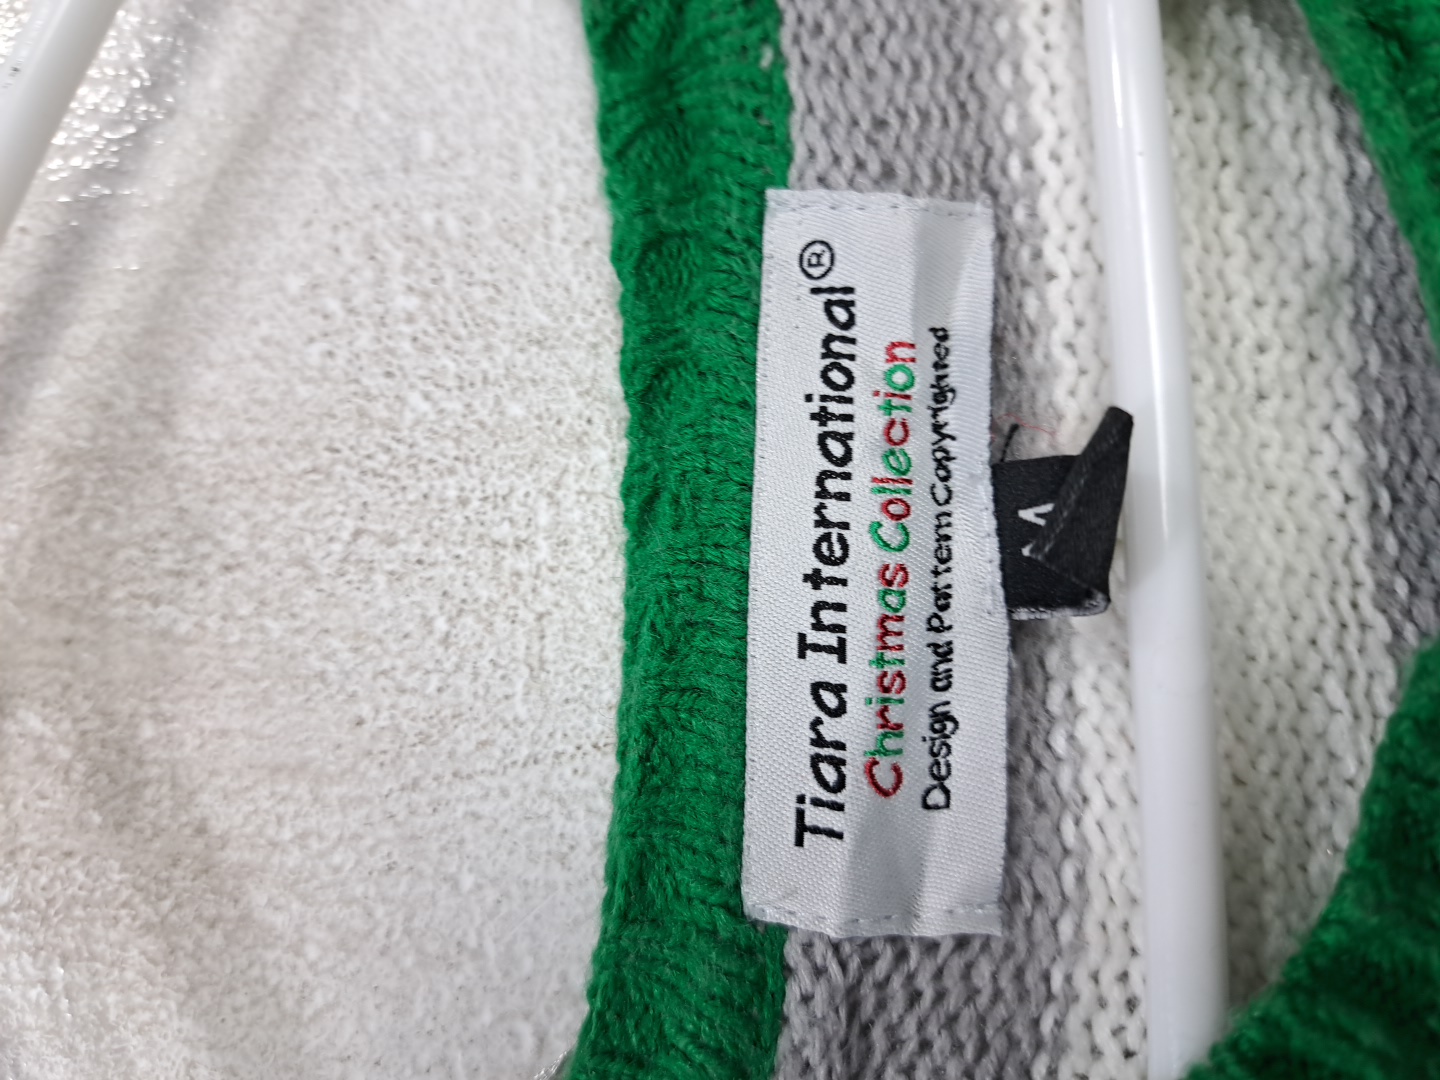 Tiara International®
Christmas Collection
Design and Pattern Copyrighted